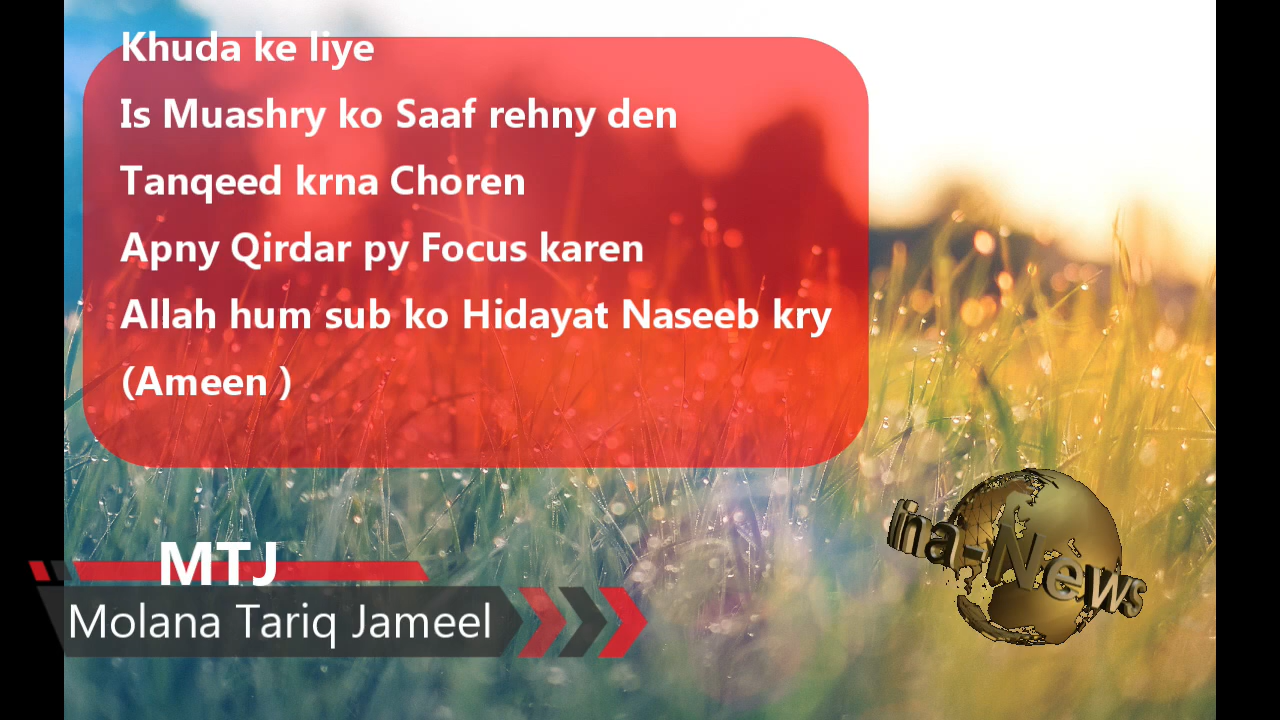 Khuda ke liye
Is Muashry ko Saaf rehny den
Tanqeed krna Choren
Apny Qirdar py Focus karen
Allah hum sub ko Hidayat Naseeb kry
(Ameen )
MTJ
Molana Tariq Jameel
-News